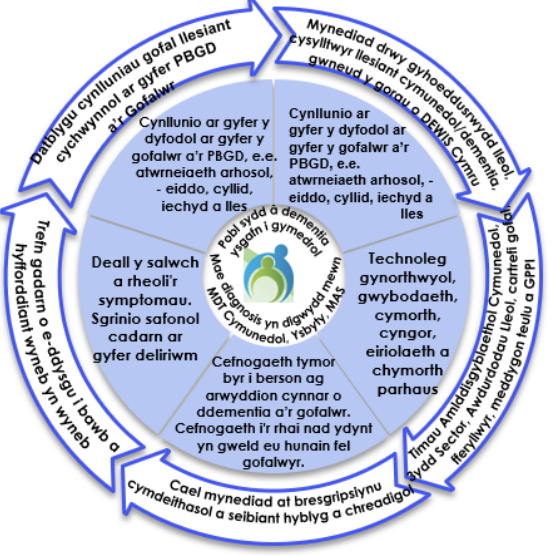 Datblygu cynlluniau gofal llesiant
cychwynnol ar gyfer PBGD
a'r Gofalwr
Mynediad drwy gyhoeddusrwydd lleol.
cysylltwyr llesiant cymunedol/dementia.
gwneud y gorau o DEWIS Cymru
Timau Amlddisgyblaethol Cymunedol,
3ydd Sector, Awdurdodau Lleol, cartrefi gofal,
fferyllwyr, meddygon teulu a GPPI
Cael mynediad at bresgripsiynu
cymdeithasol a seibiant hyblyg a chreadigol
Trefn gadarn o e-ddysgu i bawb a
hyfforddiant wyneb yn wyneb
Cynllunio ar gyfer y
dyfodol ar gyfer y
gofalwr a'r PBGD, e.e.
atwrneiaeth arhosol,
- eiddo, cyllid,
iechyd a lles
Cynllunio ar
gyfer y dyfodol ar
gyfer y gofalwr a'r
PBGD, e.e.
atwrneiaeth arhosol, -
eiddo, cyllid, iechyd a
lles
Technoleg
gynorthwyol,
gwybodaeth,
cymorth,
cyngor,
eiriolaeth a
chymorth
parhaus
Cefnogaeth tymor
byr i berson ag
arwyddion cynnar o
ddementia a'r gofalwr.
Cefnogaeth i'r rhai nad ydynt
yn gweld eu hunain fel
gofalwyr.
Deall y salwch
a rheoli'r
symptomau.
Sgrinio safonol
cadarn ar
gyfer deliriwm
Pobl sydd â dementia
ysgafn i gymedrol
Mae diagnosis yn digwydd mewn
MDT Cymunedol, Ysbyty, MAS